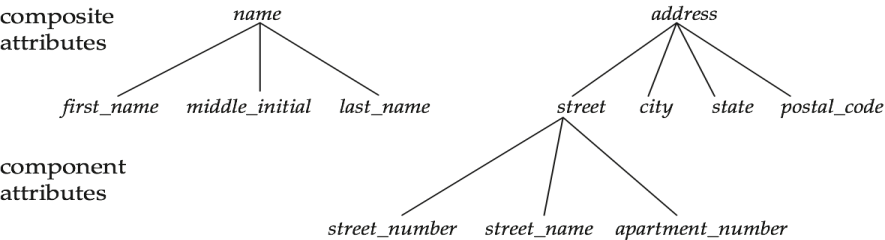 composite
attributes
name
address
first_name
middle_initial
last_name
street
city
state
postal_code
component
attributes
street_number
street_name
apartment_number